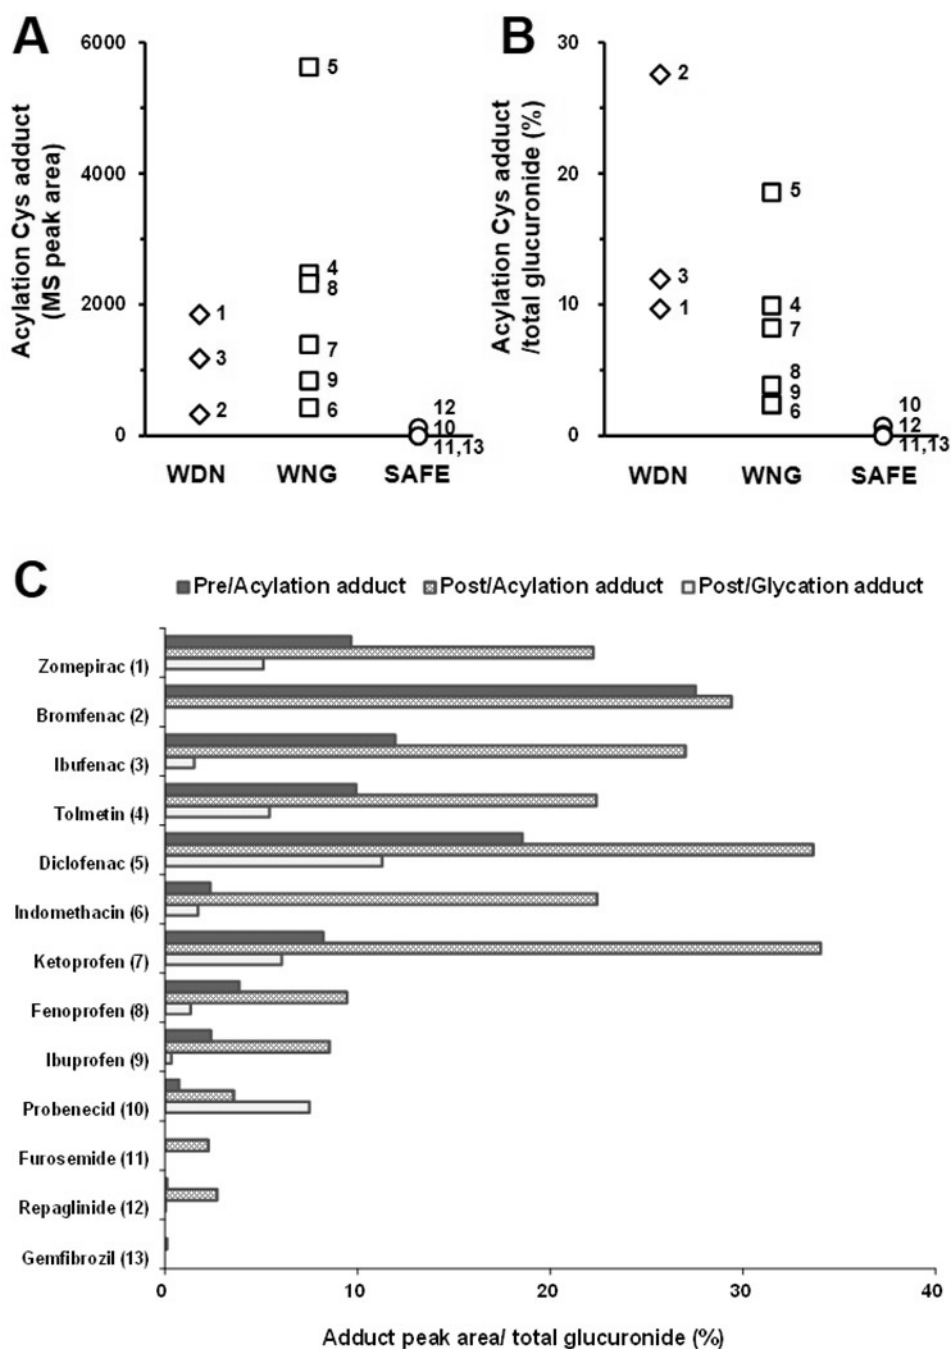 A
Acylation Cys adduct
(MS peak area)
6000
4000
2000
0
5
4
8
1
7
3
9
2
6
12
10
11,13
WDN WNG SAFE
B
Acylation Cys adduct
/total glucuronide (%)
30
20
10
0
2
5
3
4
1
7
8
9
6
10
12
11,13
WDN WNG SAFE
C
Pre/Acylation adduct Post/Acylation adduct Post/Glycation adduct
Zomepirac (1)
Bromfenac (2)
Ibufenac (3)
Tolmetin (4)
Diclofenac (5)
Indomethacin (6)
Ketoprofen (7)
Fenoprofen (8)
Ibuprofen (9)
Probenecid (10)
Furosemide (11)
Repaglinide (12)
Gemfibrozil (13)
0 10 20 30 40
Adduct peak area/ total glucuronide (%)